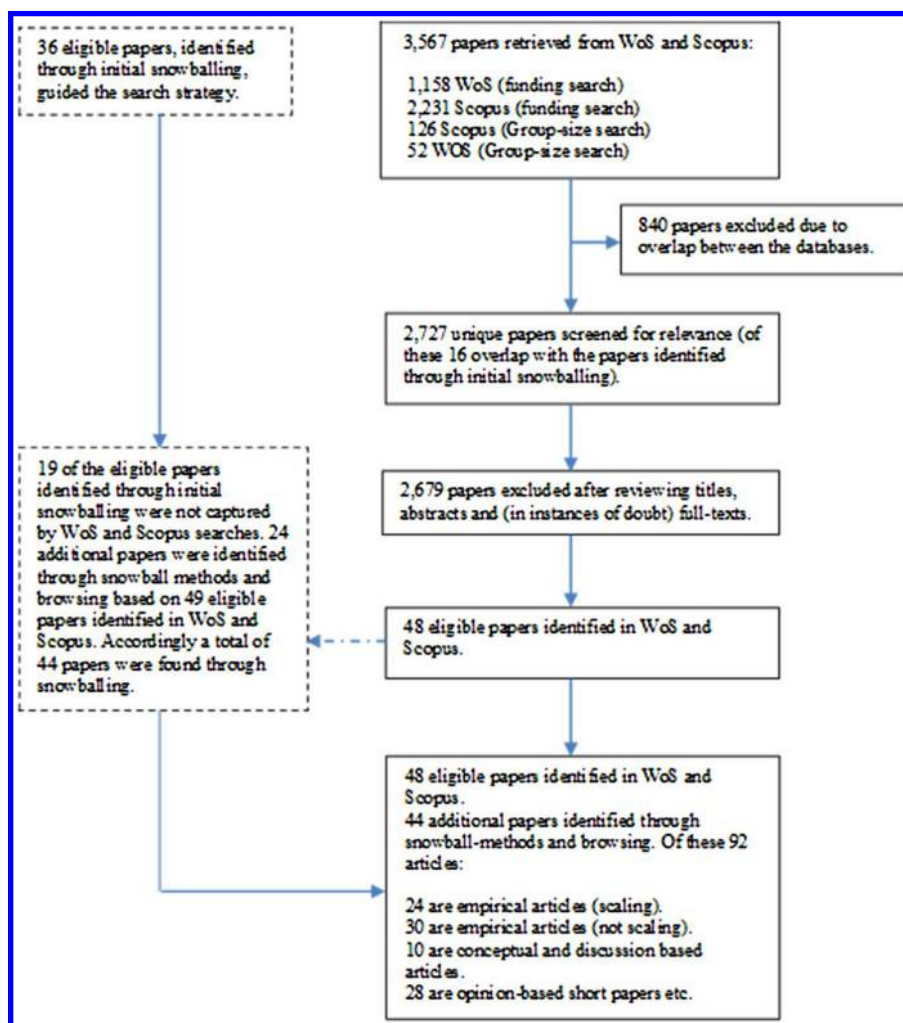 36 eligible papers, identified
through initial snowballing,
guided the search strategy.
3,567 papers retrieved from WoS and Scopus:
1,158 WoS (funding search)
2,231 Scopus (funding search)
126 Scopus (Group-size search)
52 WOS (Group-size search)
840 papers excluded due to
overlap between the databases.
2,727 unique papers screened for relevance (of
these 16 overlap with the papers identified
through initial snowballing).
2,679 papers excluded after reviewing titles,
abstracts and (in instances of doubt) full-texts.
19 of the eligible papers
identified through initial
snowballing were not captured
by WoS and Scopus searches. 24
additional papers were identified
through snowball methods and
browsing based on 49 eligible
papers identified in WoS and
Scopus. Accordingly a total of
44 papers were found through
snowballing.
48 eligible papers identified in WoS and
Scopus.
48 eligible papers identified in WoS and
Scopus.
44 additional papers identified through
snowball-methods and browsing. Of these 92
articles:
24 are empirical articles (scaling).
30 are empirical articles (not scaling).
10 are conceptual and discussion based
articles.
28 are opinion-based short papers etc.